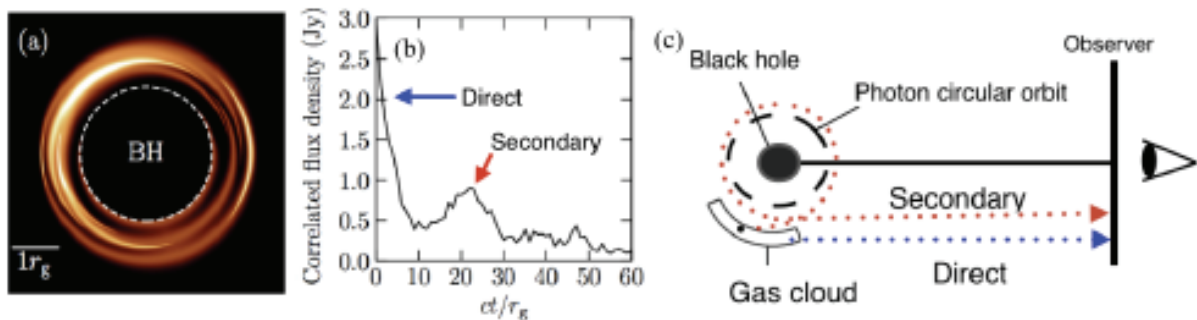 (a)
BH
1r_g
(b)
Correlated flux density (Jy)
3.0
2.5
2.0
1.5
1.0
0.5
0.0
Direct
Secondary
0 10 20 30 40 50 60
ct/r_g
(c)
Black hole
Photon circular orbit
Observer
Secondary
Direct
Gas cloud